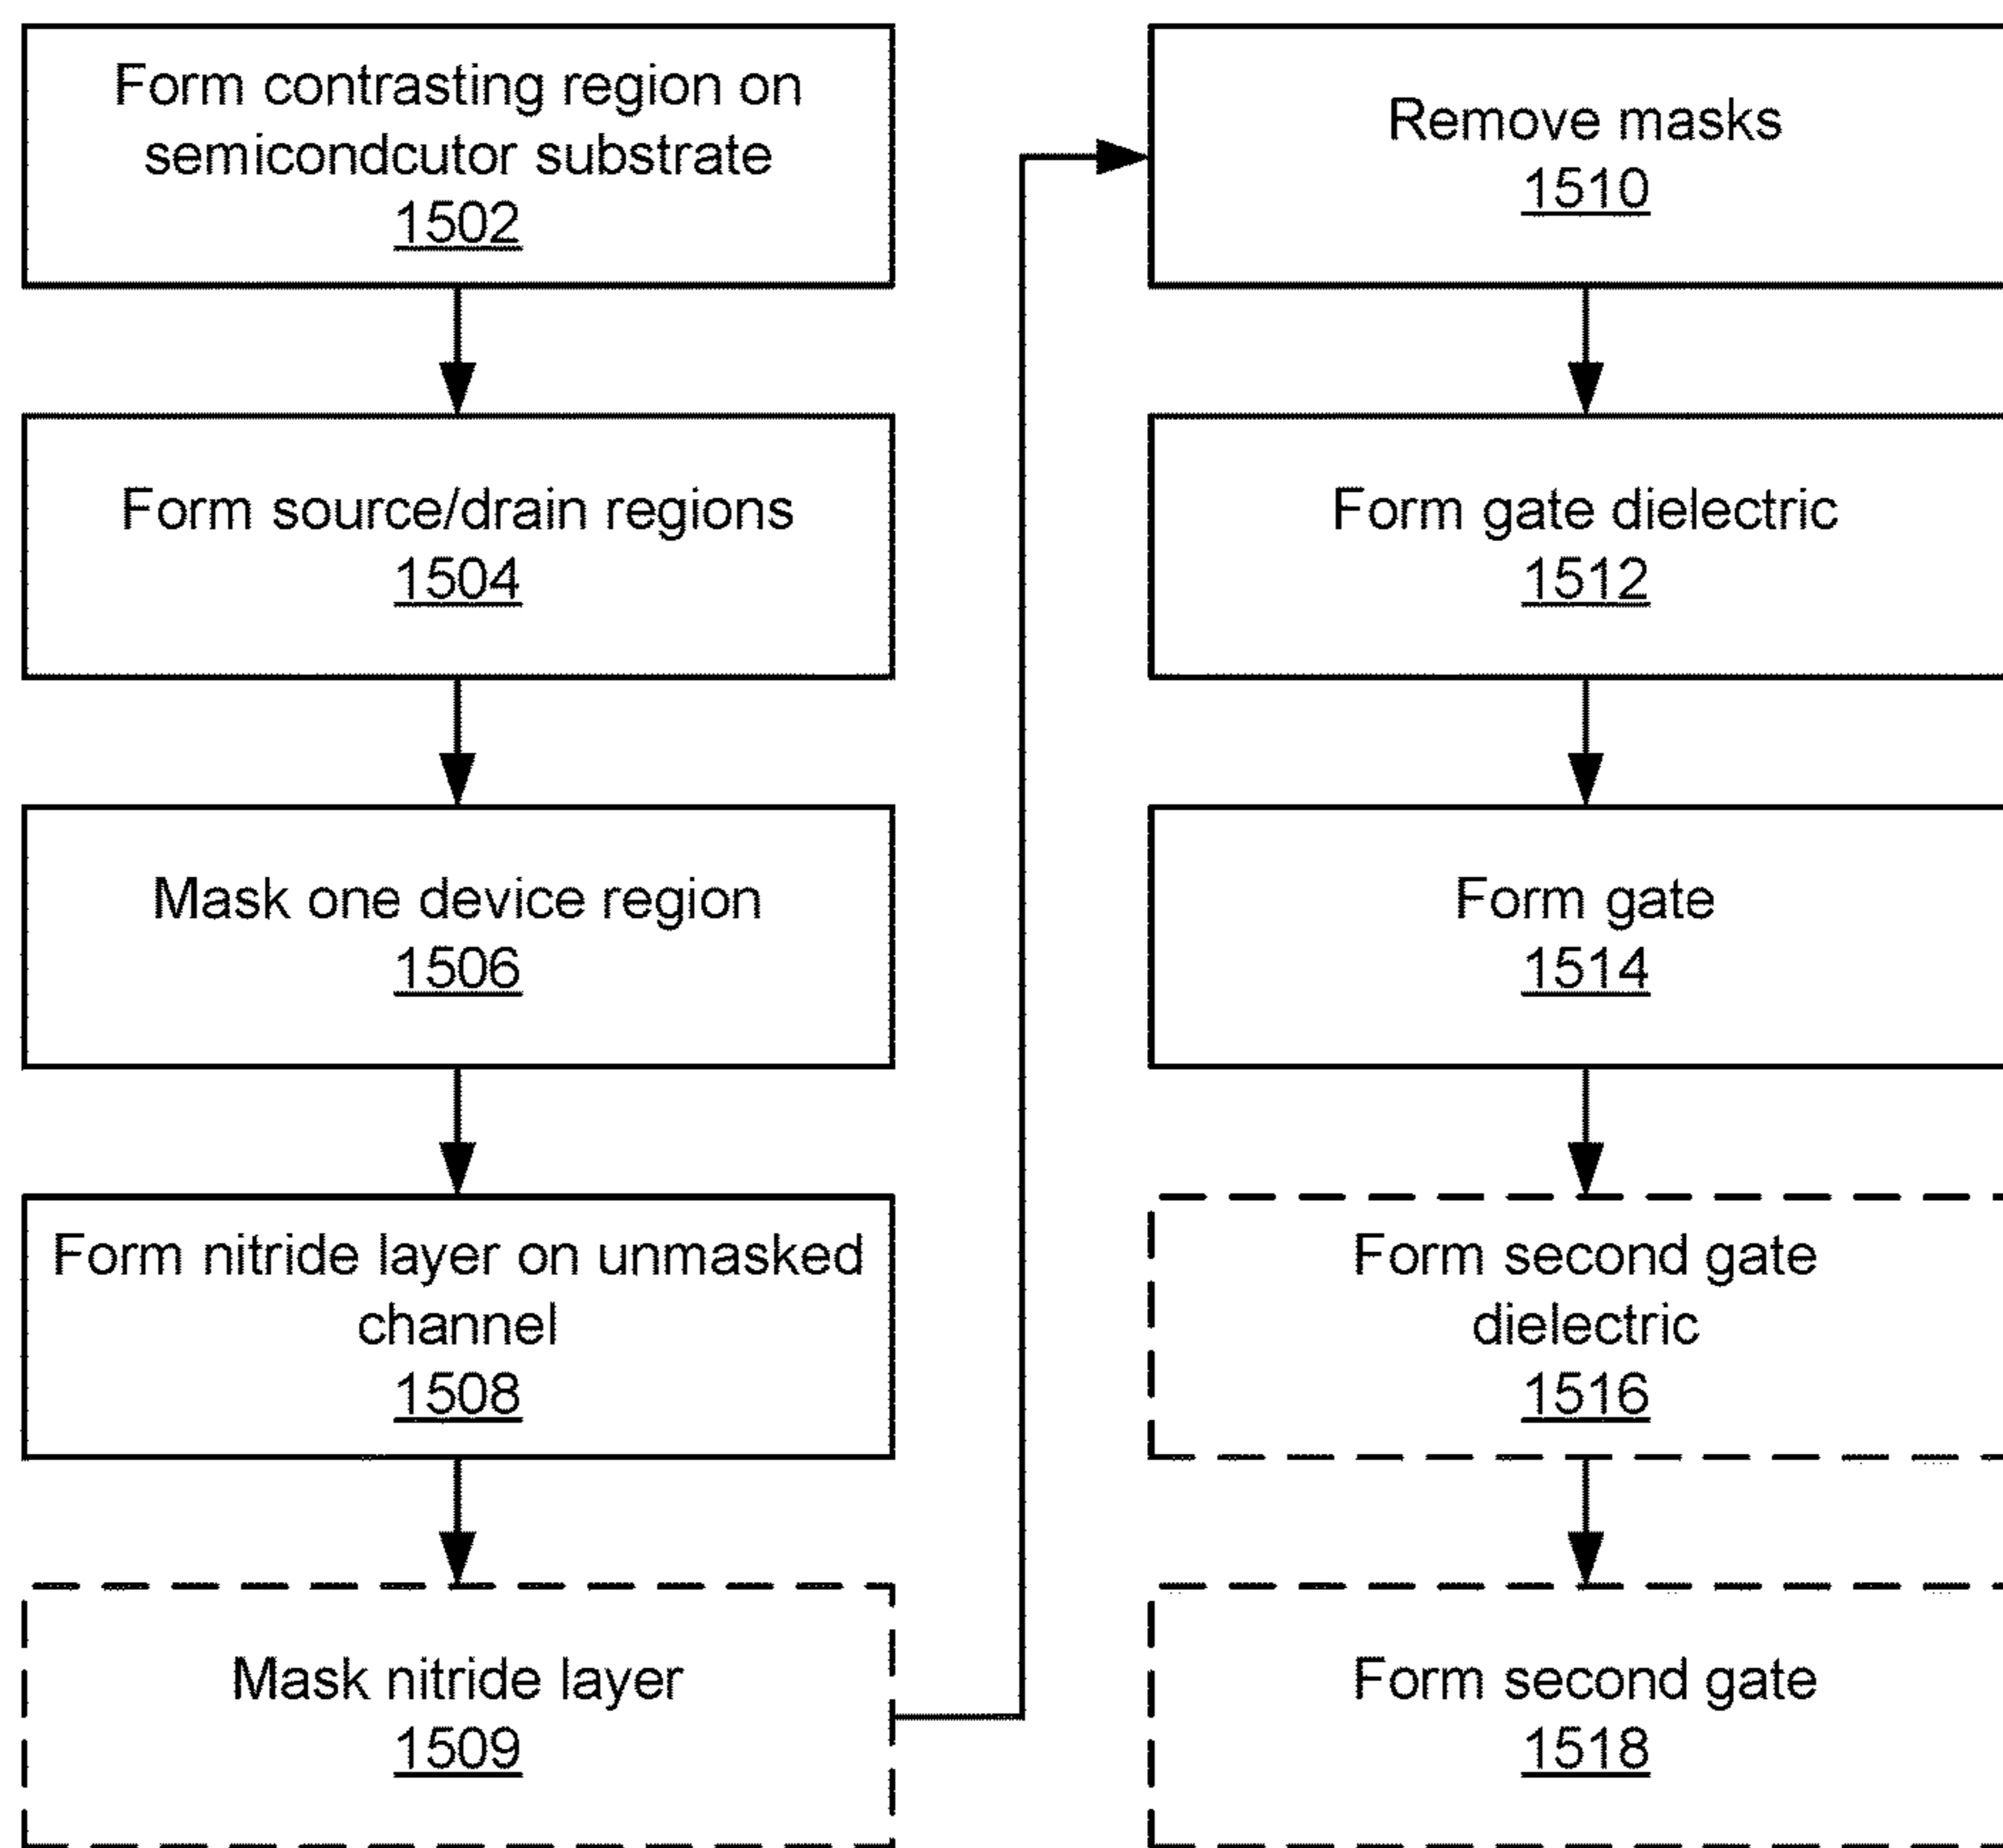 Form contrasting region on
semicondcutor substrate
1502
Form source/drain regions
1504
Mask one device region
1506
Form nitride layer on unmasked
channel
1508
Mask nitride layer
1509
Remove masks
1510
Form gate dielectric
1512
Form gate
1514
Form second gate
dielectric
1516
Form second gate
1518